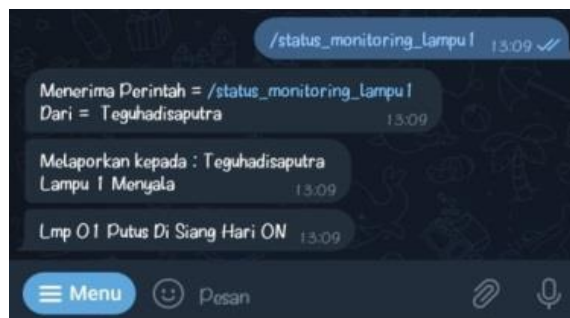 /status_monitoring_lampu1 13:09
Menerima Perintah = /status_monitoring_lampu1
Dari = Teguhadisaputra
13:09
Melaporkan kepada : Teguhadisaputra
Lampu 1 Menyala
13:09
Lmp 01 Putus Di Siang Hari ON 13:09
Menu Pesan